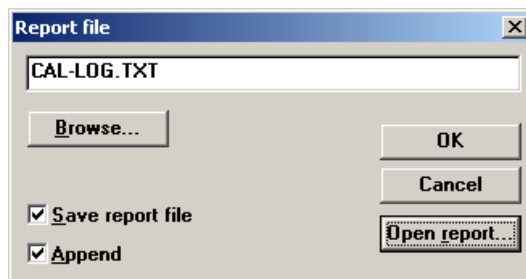 Report file
CAL-LOG.TXT
Browse...
OK
Cancel
Save report file
Open report...
Append